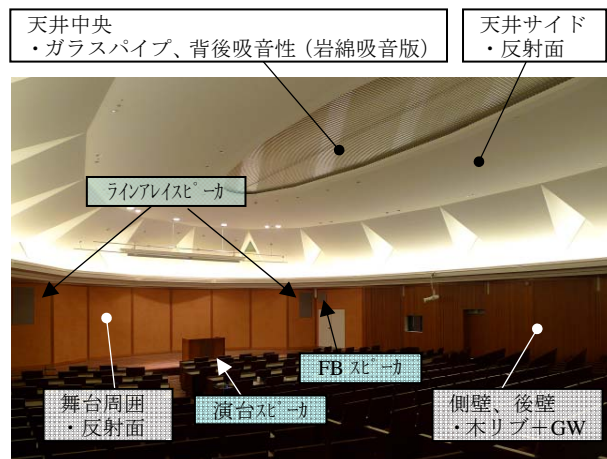 天井中央
・ガラスパイプ、背後吸音性(岩綿吸音版)
天井サイド
・反射面
ラインアレイスピーカ
FB スピーカ
舞台周囲
・反射面
演台スピーカ
側壁、後壁
・木リブ+GW